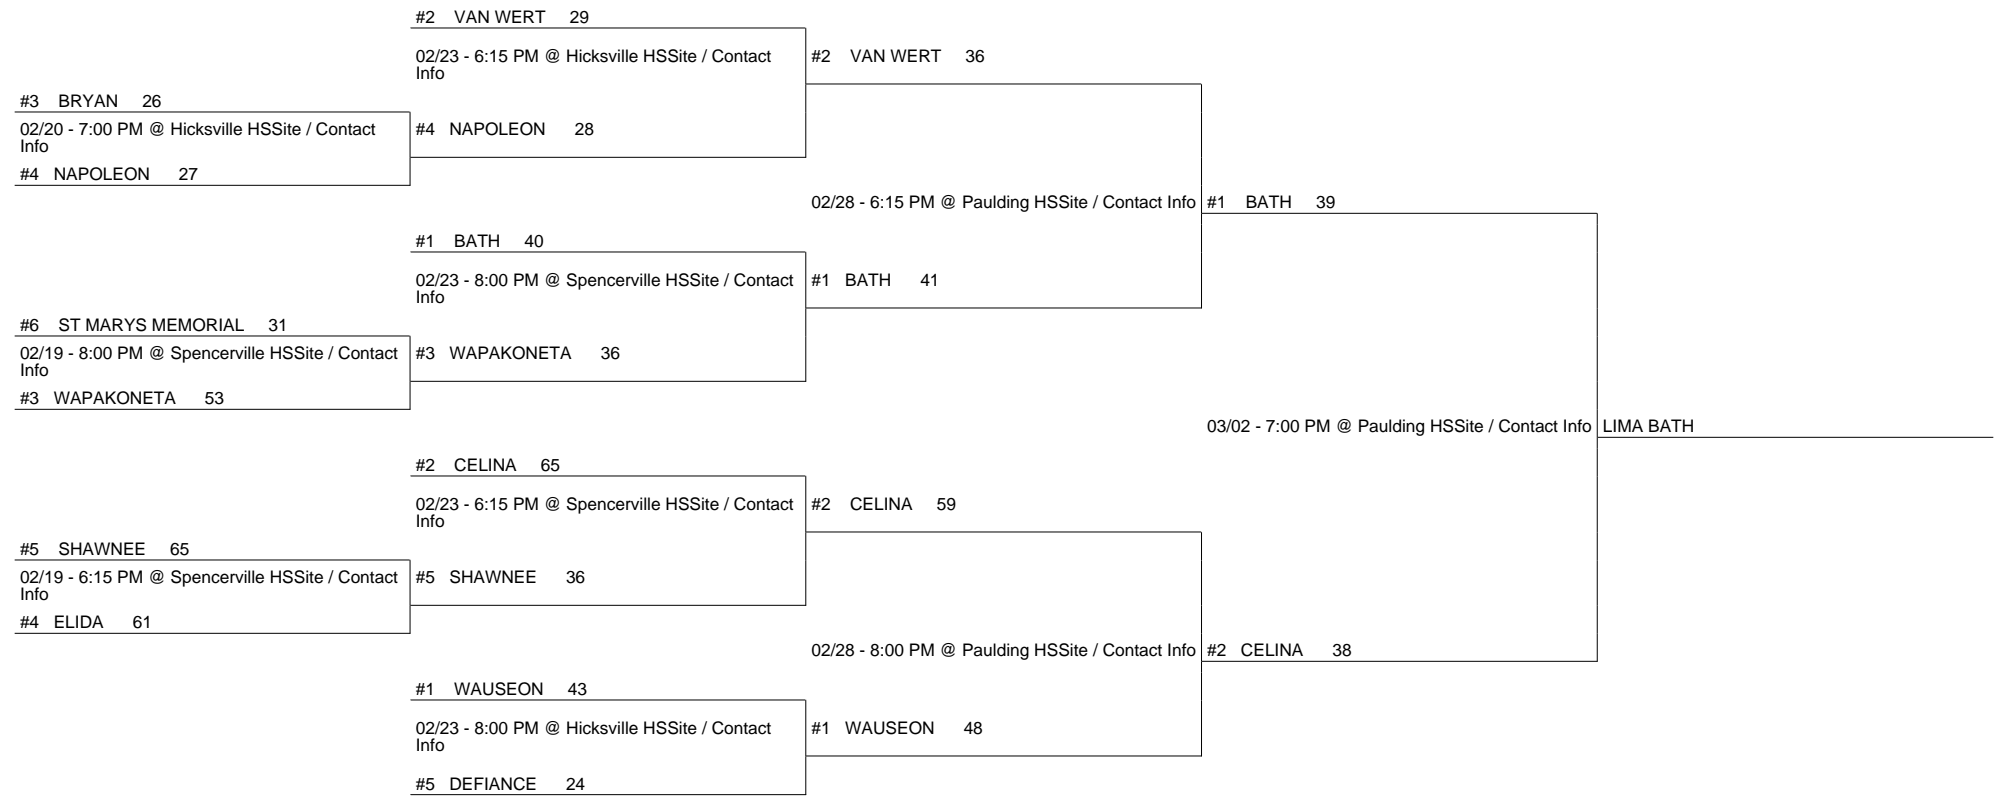 #2 VAN WERT 29
02/23 - 6:15 PM @ Hicksville HSSite / Contact
Info
#2 VAN WERT 36
#3 BRYAN 26
02/20 - 7:00 PM @ Hicksville HSSite / Contact
Info
#4 NAPOLEON 28
#4 NAPOLEON 27
02/28 - 6:15 PM @ Paulding HSSite / Contact Info
#1 BATH 39
#1 BATH 40
02/23 - 8:00 PM @ Spencerville HSSite / Contact
Info
#1 BATH 41
#6 ST MARYS MEMORIAL 31
02/19 - 8:00 PM @ Spencerville HSSite / Contact
Info
#3 WAPAKONETA 36
#3 WAPAKONETA 53
03/02 - 7:00 PM @ Paulding HSSite / Contact Info
LIMA BATH
#2 CELINA 65
02/23 - 6:15 PM @ Spencerville HSSite / Contact
Info
#2 CELINA 59
#5 SHAWNEE 65
02/19 - 6:15 PM @ Spencerville HSSite / Contact
Info
#5 SHAWNEE 36
#4 ELIDA 61
02/28 - 8:00 PM @ Paulding HSSite / Contact Info
#2 CELINA 38
#1 WAUSEON 43
02/23 - 8:00 PM @ Hicksville HSSite / Contact
Info
#1 WAUSEON 48
#5 DEFIANCE 24